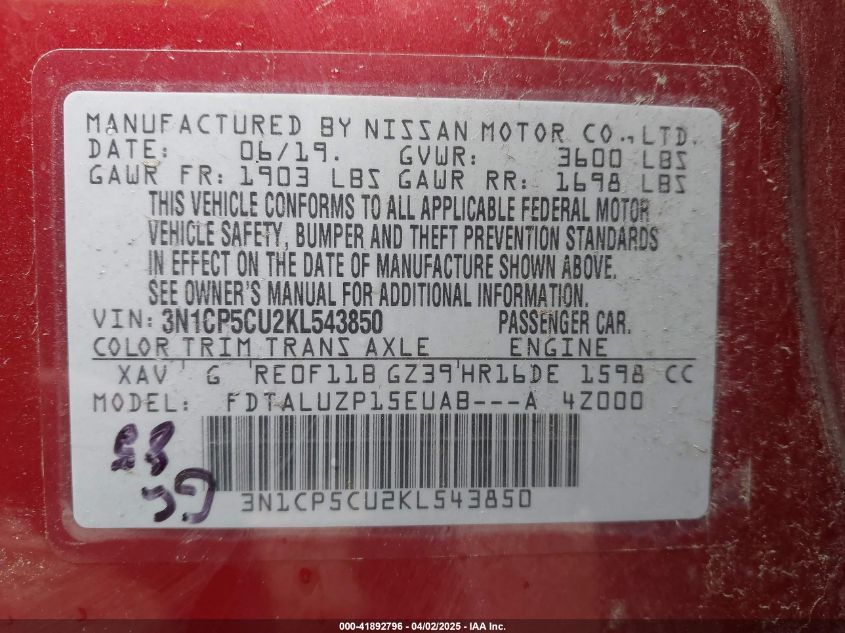 MANUFACTURED BY NISSAN MOTOR CO., LTD.
DATE: 06/19. GVWR: 3600 LBS
GAWR FR: 1903 LBS GAWR RR: 1698 LBS
THIS VEHICLE CONFORMS TO ALL APPLICABLE FEDERAL MOTOR
VEHICLE SAFETY, BUMPER AND THEFT PREVENTION STANDARDS
IN EFFECT ON THE DATE OF MANUFACTURE SHOWN ABOVE.
SEE OWNER'S MANUAL FOR ADDITIONAL INFORMATION.
VIN: 3N1CP5CU2KL543850 PASSENGER CAR.
COLOR TRIM TRANS AXLE ENGINE
XAV G RE0F11B GZ39 HR16DE 1598 CC
MODEL: FDTALUZP15EUAB---A 4Z000
3N1CP5CU2KL543850
000-41892796 - 04/02/2025 - IAA Inc.